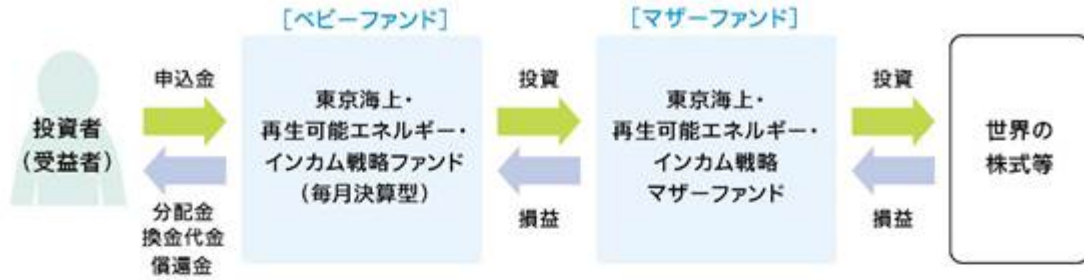 [ベビーファンド]
[マザーファンド]
投資者
(受益者)
申込金
分配金
換金代金
償還金
東京海上・
再生可能エネルギー・
インカム戦略ファンド
(毎月決算型)
投資
損益
東京海上・
再生可能エネルギー・
インカム戦略
マザーファンド
投資
損益
世界の
株式等